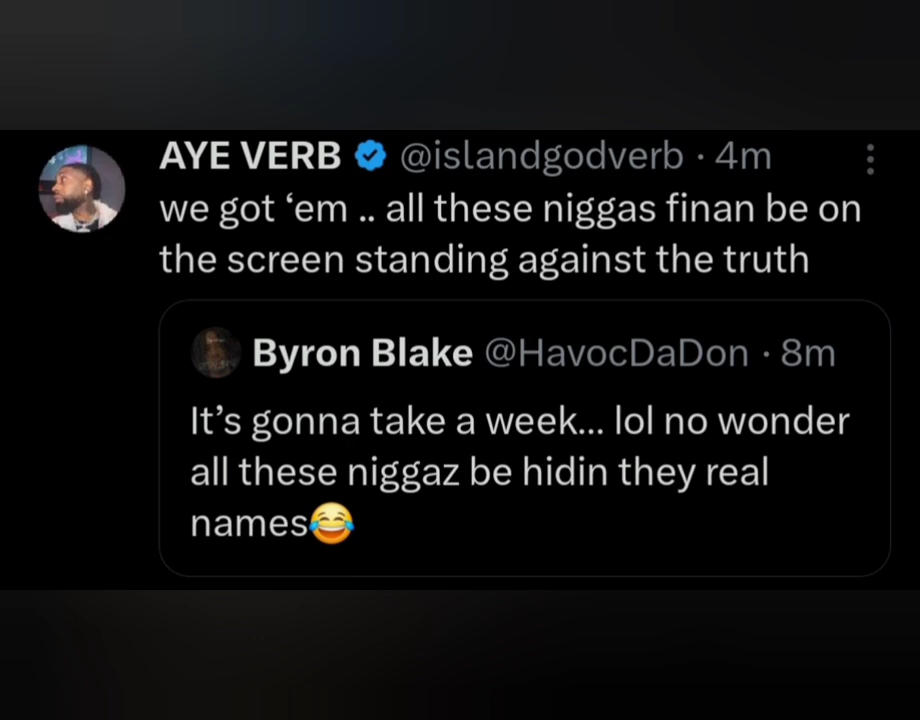 AYE VERB @islandgodverb · 4m
we got ‘em .. all these niggas finan be on
the screen standing against the truth
Byron Blake @HavocDaDon · 8m
It’s gonna take a week... lol no wonder
all these niggaz be hidin they real
names😂